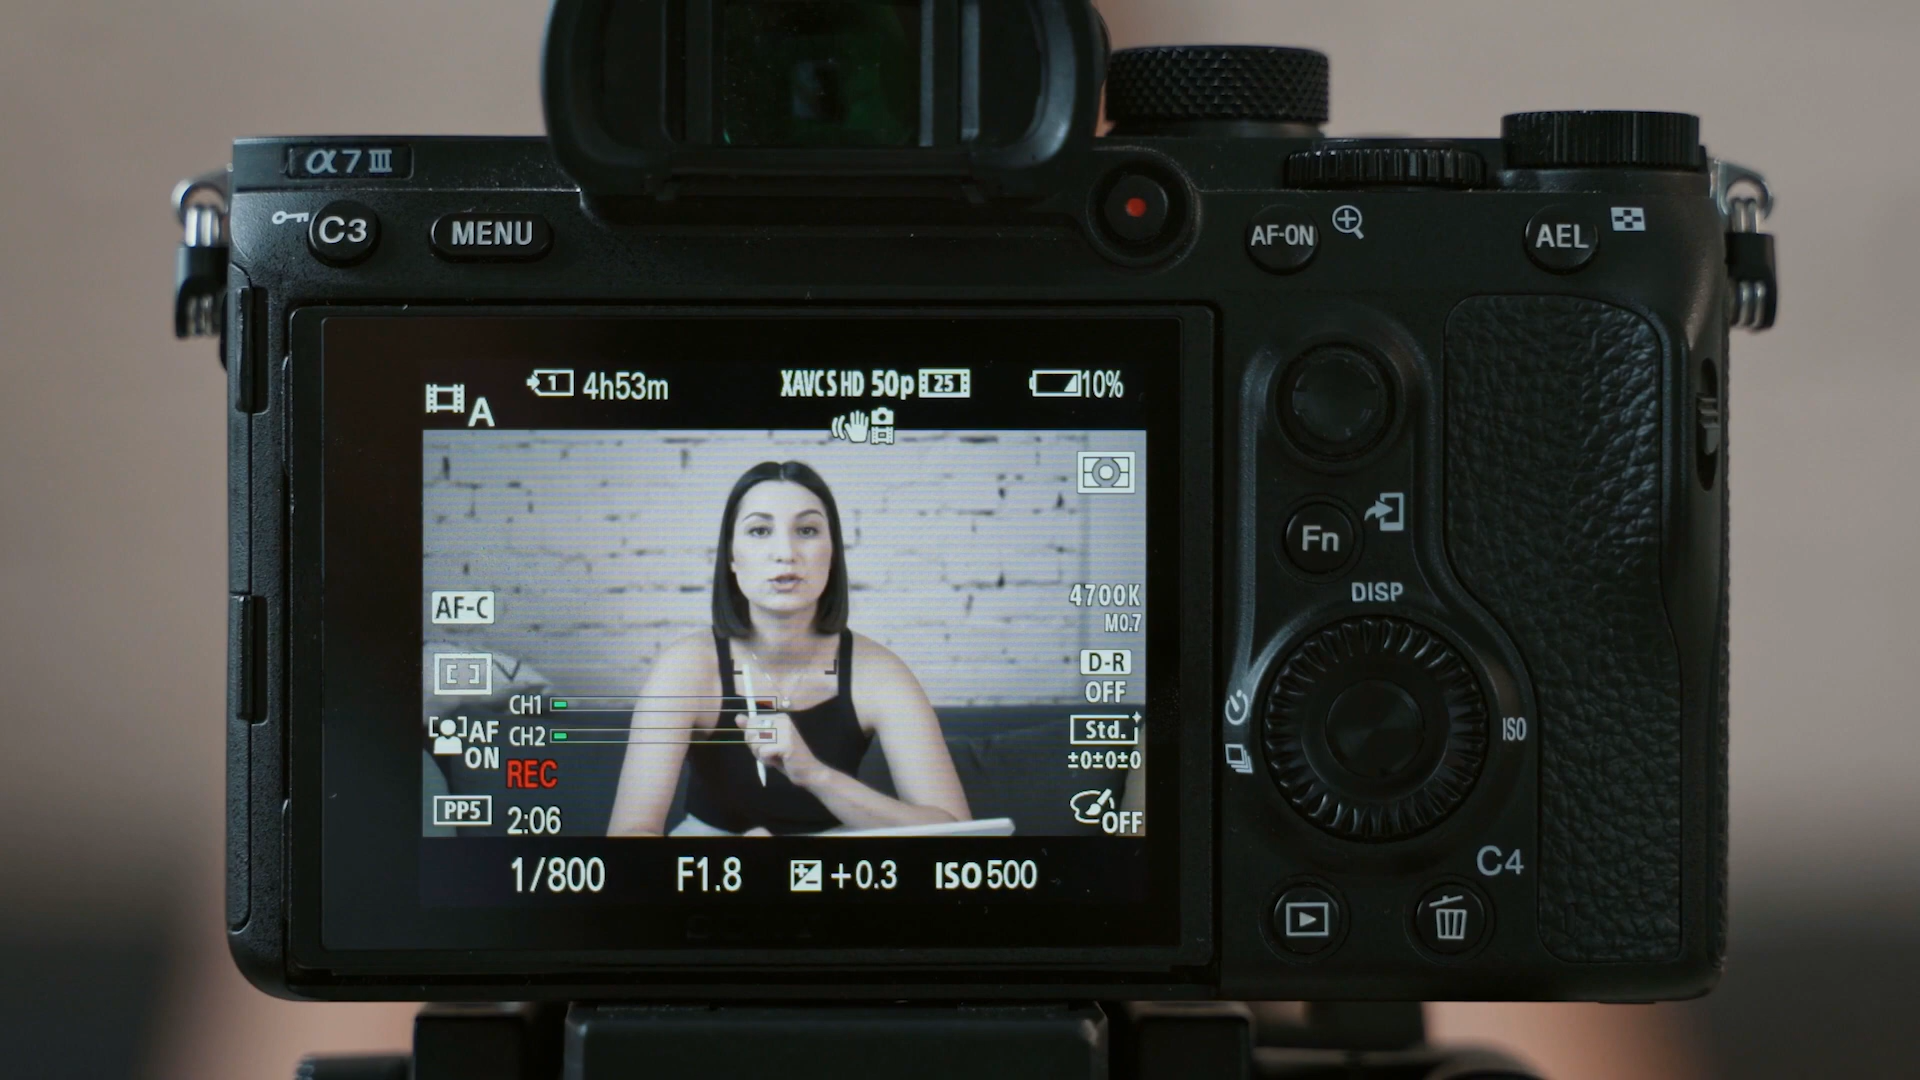 α7III
C3
MENU
AF-ON
AEL
A
1
4h53m
XAVC S HD 50p 25
10%
AF-C
4700K
M0.7
D-R
OFF
CH1
CH2
AF
ON
Std.
±0±0±0
REC
PP5
2:06
OFF
1/800
F1.8
+0.3
ISO 500
Fn
DISP
ISO
C4